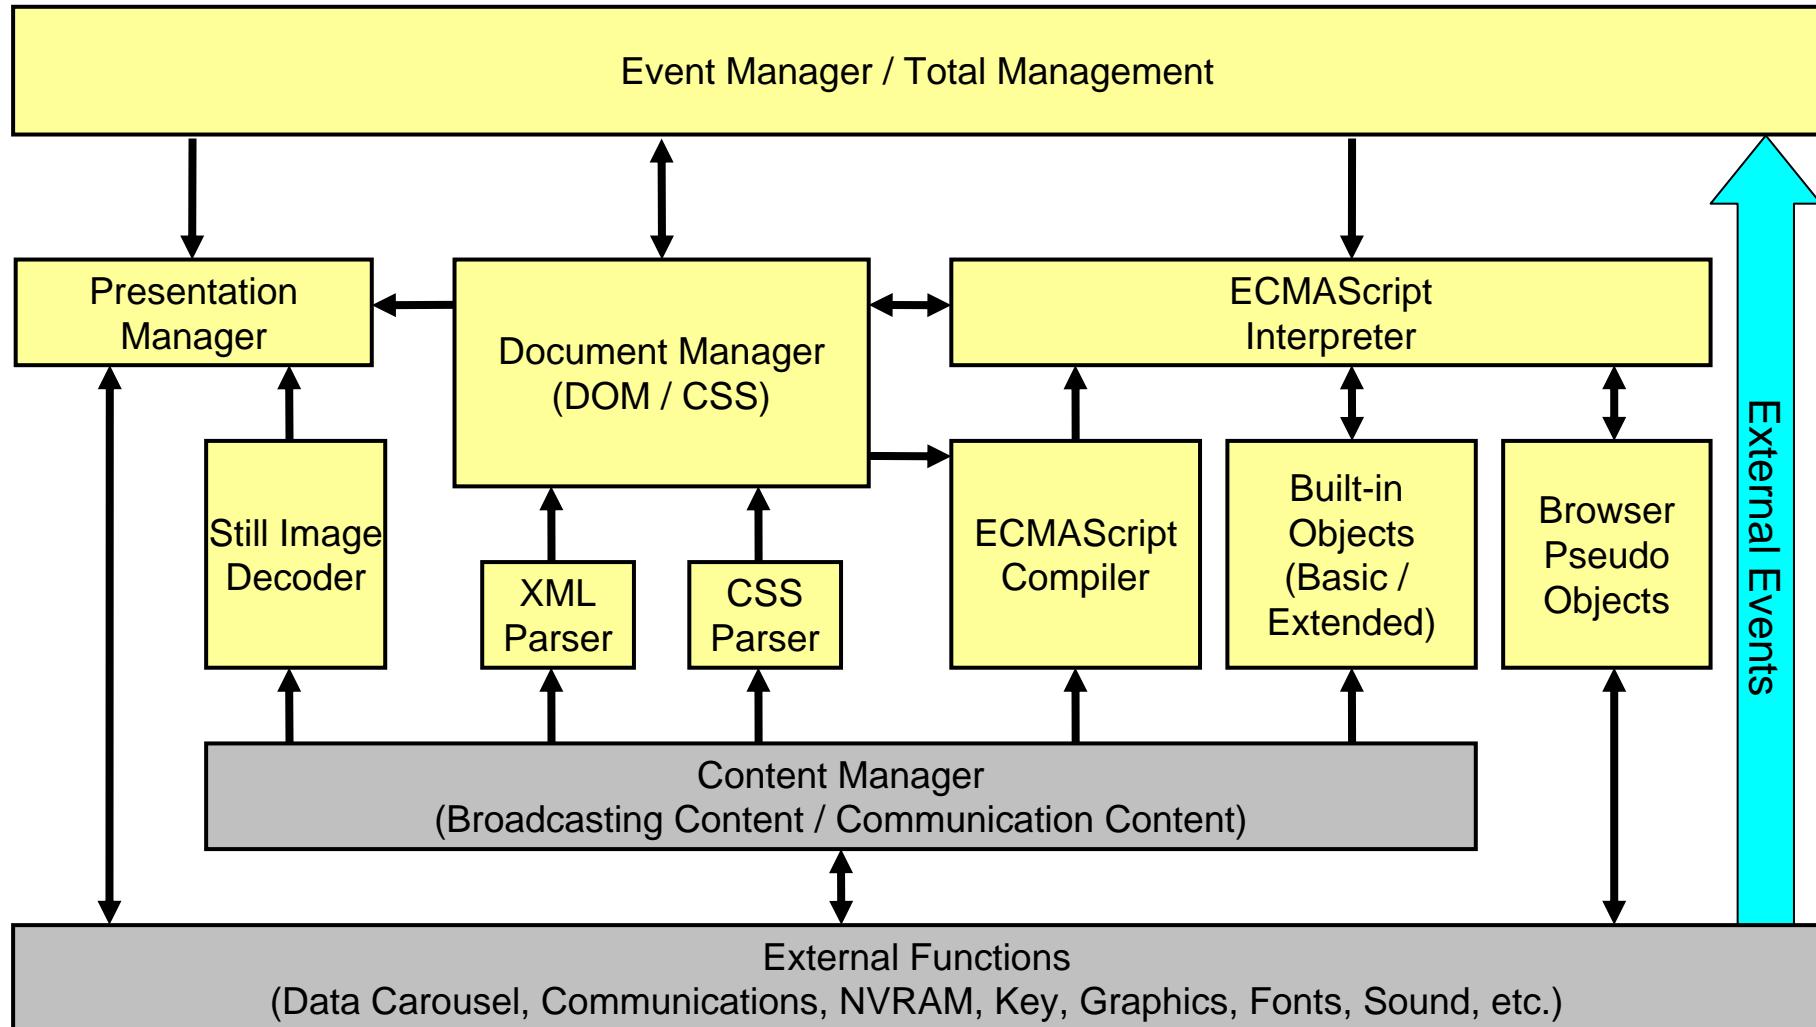 Event Manager / Total Management
Presentation
Manager
Document Manager
(DOM / CSS)
ECMAScript
Interpreter
Still Image
Decoder
XML
Parser
CSS
Parser
ECMAScript
Compiler
Built-in
Objects
(Basic /
Extended)
Browser
Pseudo
Objects
External Events
Content Manager
(Broadcasting Content / Communication Content)
External Functions
(Data Carousel, Communications, NVRAM, Key, Graphics, Fonts, Sound, etc.)